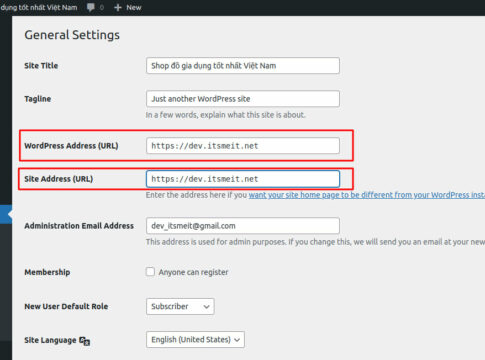 dụng tốt nhất Việt Nam 0 + New
General Settings
Site Title Shop đồ gia dụng tốt nhất Việt Nam
Tagline Just another WordPress site
In a few words, explain what this site is about.
WordPress Address (URL) https://dev.itsmeit.net
Site Address (URL) https://dev.itsmeit.net
Enter the address here if you want your site home page to be different from your WordPress insta
Administration Email Address dev_itsmeit@gmail.com
This address is used for admin purposes. If you change this, we will send you an email at your new
Membership Anyone can register
New User Default Role Subscriber
Site Language English (United States)